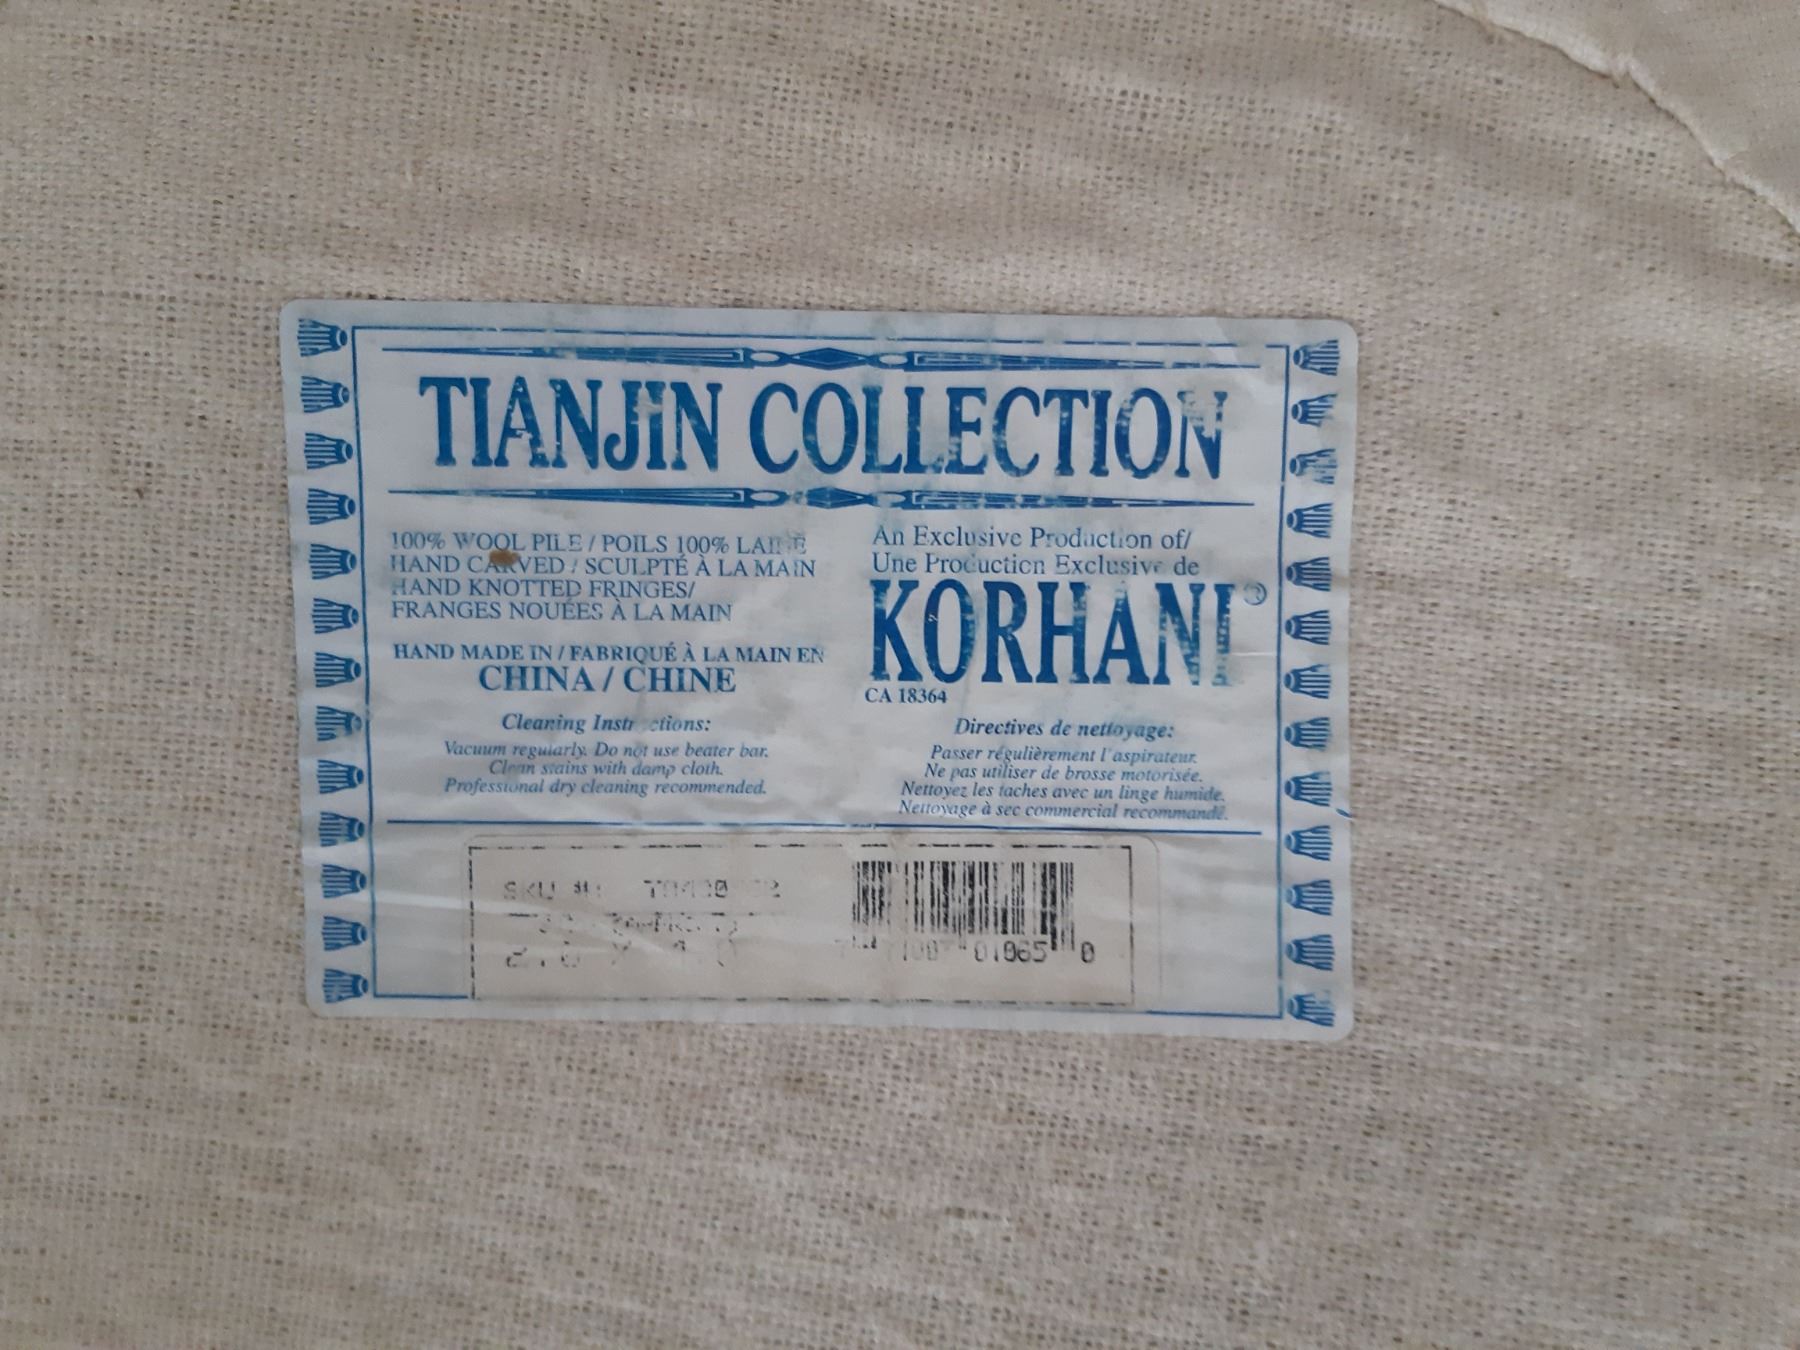 TIANJIN COLLECTION
100% WOOL PILE / POILS 100% LAINE
HAND CARVED / SCULPTÉ À LA MAIN
HAND KNOTTED FRINGES/
FRANGES NOUÉES À LA MAIN
HAND MADE IN / FABRIQUÉ À LA MAIN EN
CHINA / CHINE
An Exclusive Production of/
Une Production Exclusive de
KORHANI®
CA 18364
Cleaning Instructions:
Vacuum regularly. Do not use beater bar.
Clean stains with damp cloth.
Professional dry cleaning recommended.
Directives de nettoyage:
Passer régulièrement l'aspirateur.
Ne pas utiliser de brosse motorisée.
Nettoyez les taches avec un linge humide.
Nettoyage à sec commercial recommandé.
SKU #:
01065 0